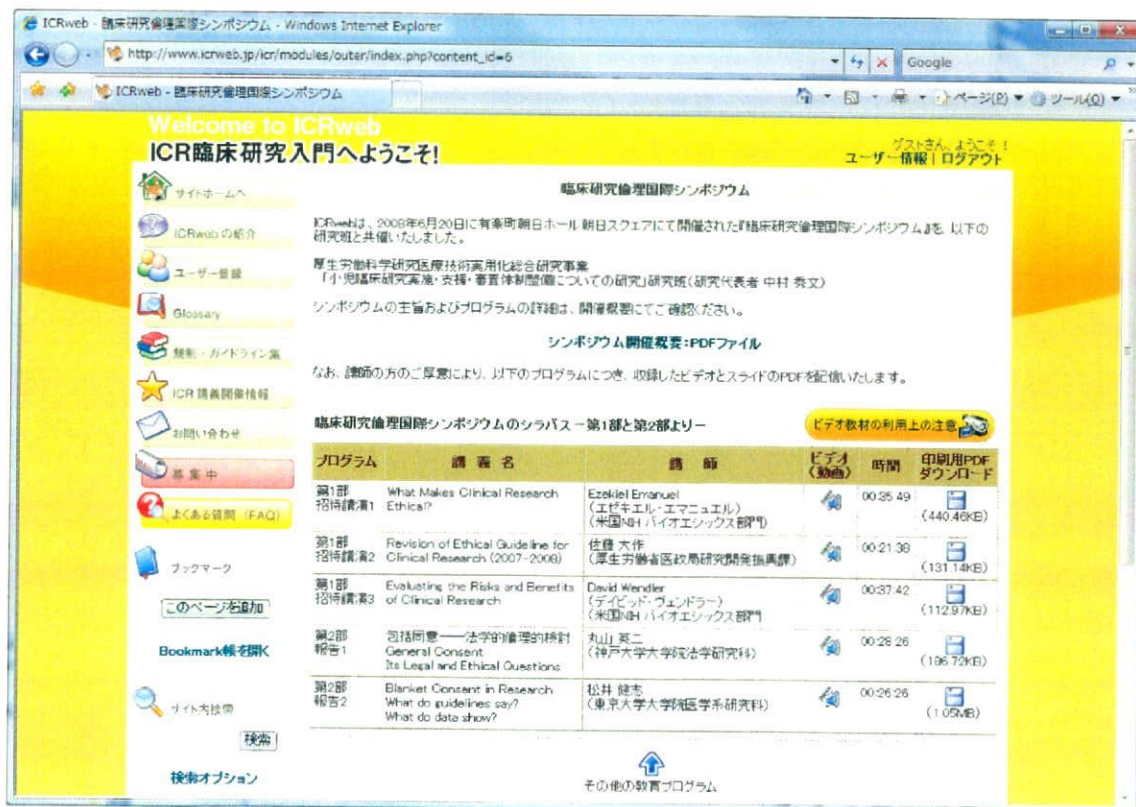 ICRweb - 臨床研究倫理国際シンポジウム - Windows Internet Explorer
http://www.icrweb.jp/icr/modules/outer/index.php?content_id=6
Google
ICRweb - 臨床研究倫理国際シンポジウム
ページ(P) ツール(O)
Welcome to ICRweb
ICR臨床研究入門へようこそ!
ゲストさん、ようこそ!
ユーザー情報 | ログアウト
サイトホームへ
ICRweb の紹介
ユーザー登録
Glossary
規制・ガイドライン集
ICR 講義開催情報
お問い合わせ
募集中
よくある質問 (FAQ)
ブックマーク
このページを追加
Bookmark帳を開く
サイト内検索
検索
検索オプション
臨床研究倫理国際シンポジウム
ICRwebは、2008年6月20日に有楽町朝日ホール 朝日スクエアにて開催された『臨床研究倫理国際シンポジウム』を、以下の
研究班と共催いたしました。
厚生労働科学研究医療技術実用化総合研究事業
「小児臨床研究実施・支援・審査体制整備についての研究」研究班(研究代表者 中村 秀文)
シンポジウムの主旨およびプログラムの詳細は、開催概要にてご確認ください。
シンポジウム開催概要:PDFファイル
なお、講師の方のご厚意により、以下のプログラムにつき、収録したビデオとスライドのPDFを配信いたします。
臨床研究倫理国際シンポジウムのシラバス -第1部と第2部より-
ビデオ教材の利用上の注意
プログラム 講 義 名 講 師 ビデオ(動画) 時間 印刷用PDFダウンロード
第1部 What Makes Clinical Research Ezekiel Emanuel 00:35:49
招待講演1 Ethical? (エゼキエル・エマニュエル)
(米国NIH バイオエシックス部門) (440.46KB)
第1部 Revision of Ethical Guideline for 佐藤 大作 00:21:38
招待講演2 Clinical Research (2007-2008) (厚生労働省医政局研究開発振興課) (131.14KB)
第1部 Evaluating the Risks and Benefits David Wendler 00:37:42
招待講演3 of Clinical Research (デイビッド・ヴェンドラー)
(米国NIH バイオエシックス部門 (112.97KB)
第2部 包括同意――法学的倫理的検討 丸山 英二 00:28:26
報告1 General Consent (神戸大学大学院法学研究科)
Its Legal and Ethical Questions (196.72KB)
第2部 Blanket Consent in Research 松井 健志 00:26:26
報告2 What do guidelines say? (東京大学大学院医学系研究科)
What do data show? (1.05MB)
その他の教育プログラム